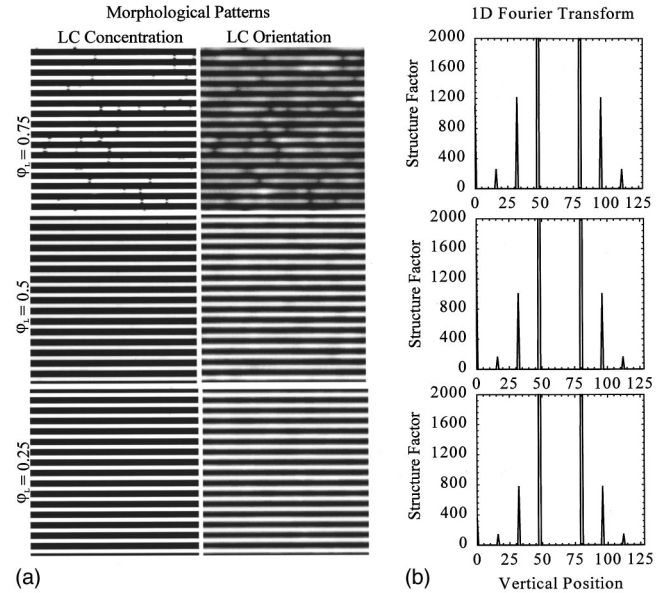 Morphological Patterns
LC Concentration LC Orientation
φL = 0.75
φL = 0.5
φL = 0.25
(a)
1D Fourier Transform
Structure Factor
2000
1600
1200
800
400
0
0 25 50 75 100 125
Structure Factor
2000
1600
1200
800
400
0
0 25 50 75 100 125
Structure Factor
2000
1600
1200
800
400
0
0 25 50 75 100 125
(b) Vertical Position